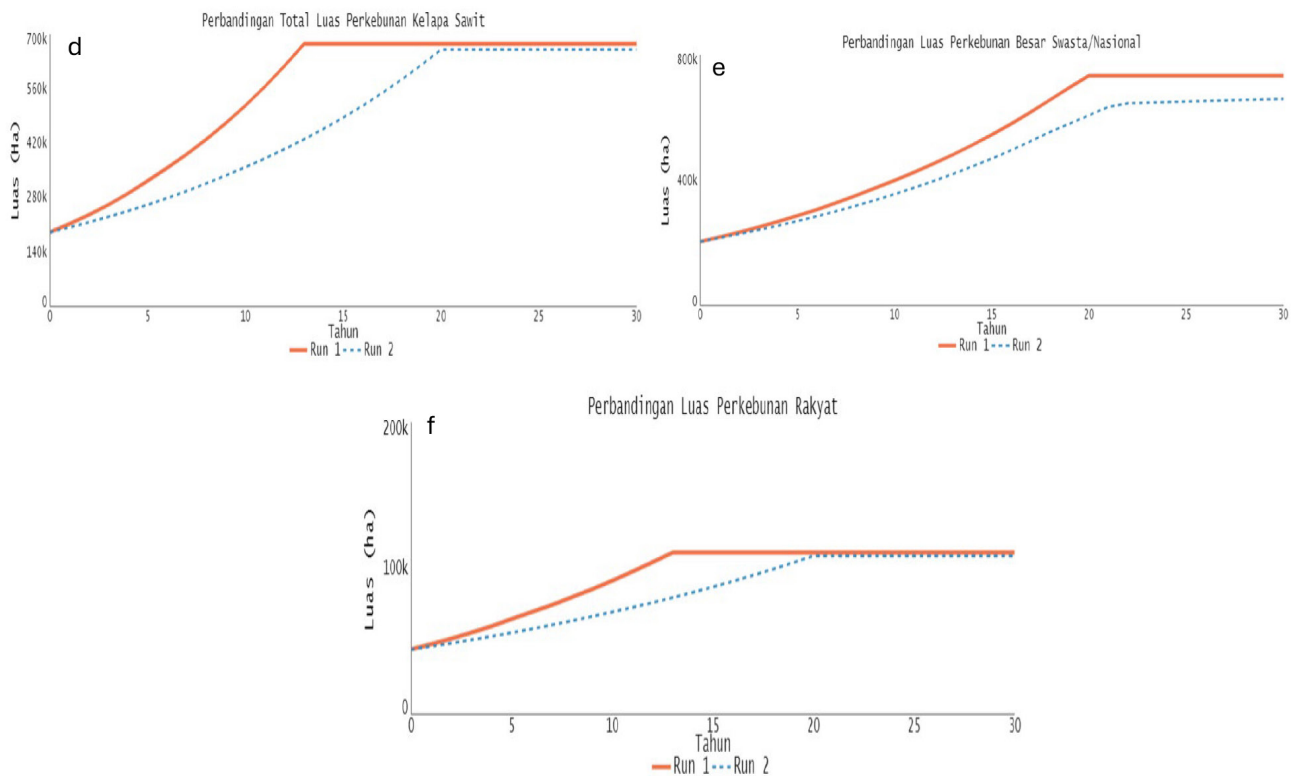 Perbandingan Total Luas Perkebunan Kelapa Sawit
d
700k
560k
420k
280k
140k
0
Luas (Ha)
0 5 10 15 20 25 30
Tahun
Run 1 Run 2
Perbandingan Luas Perkebunan Besar Swasta/Nasional
e
800k
400k
0
Luas (ha)
0 5 10 15 20 25 30
Tahun
Run 1 Run 2
Perbandingan Luas Perkebunan Rakyat
f
200k
100k
0
Luas (ha)
0 5 10 15 20 25 30
Tahun
Run 1 Run 2